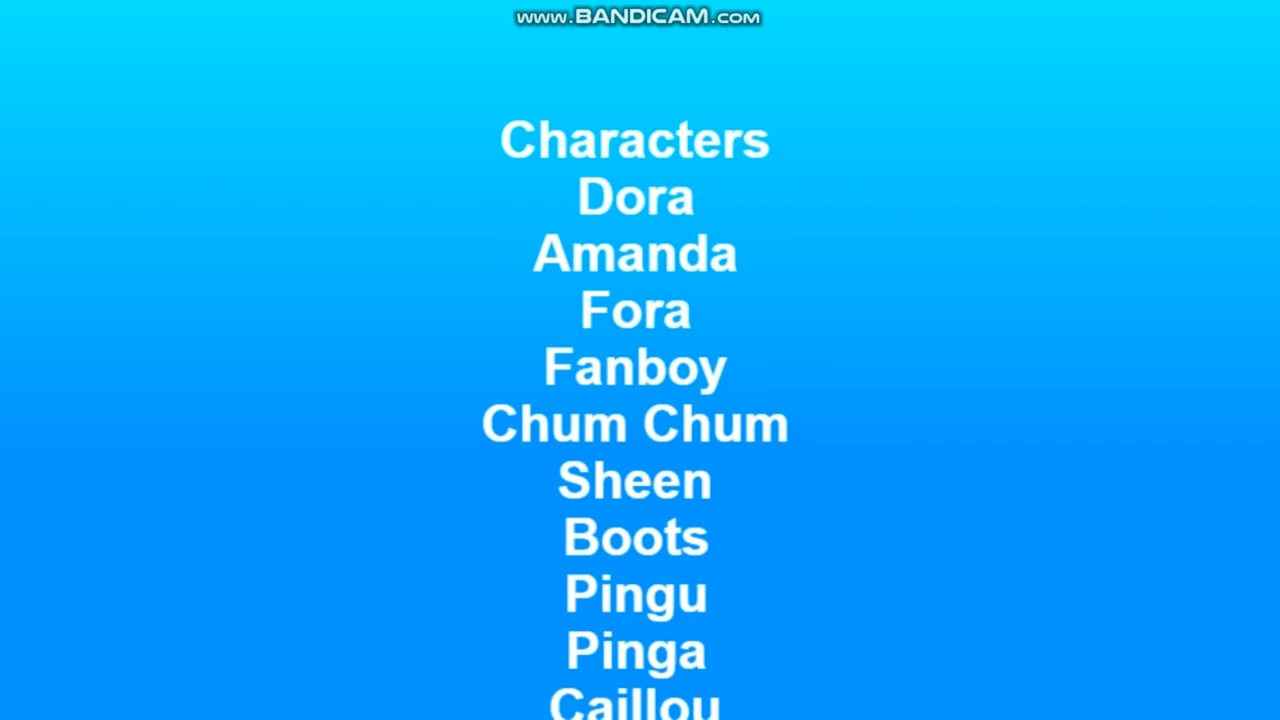 www.BANDICAM.com
Characters
Dora
Amanda
Fora
Fanboy
Chum Chum
Sheen
Boots
Pingu
Pinga
Caillou